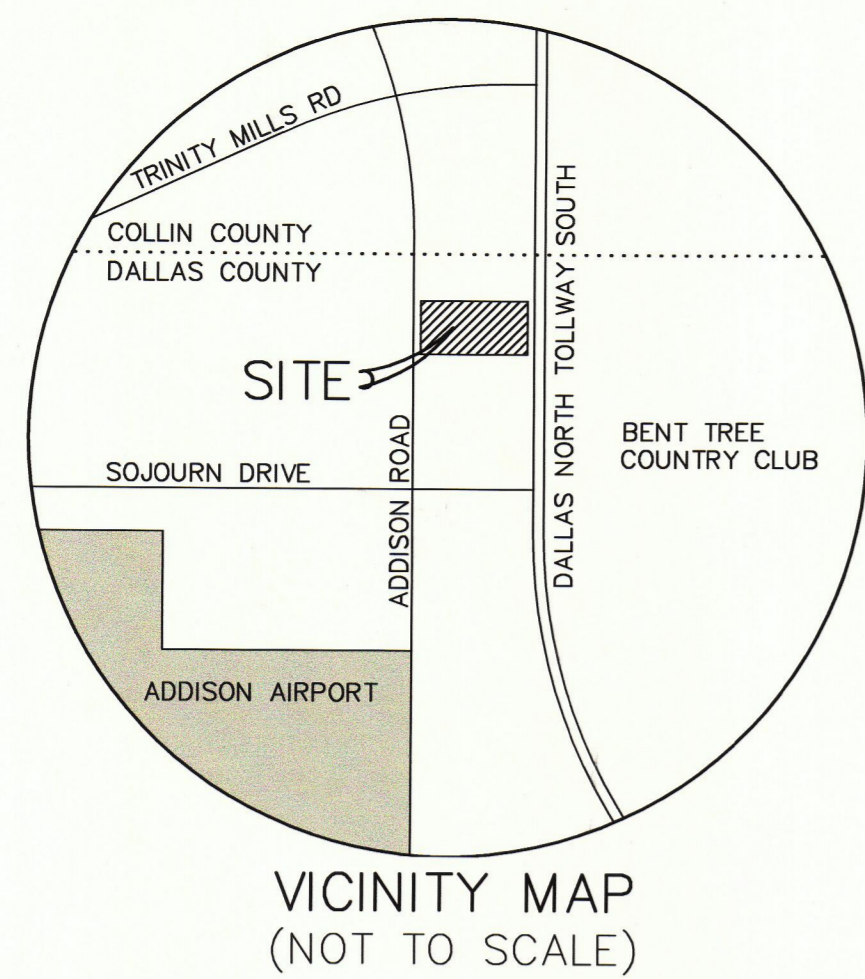 TRINITY MILLS RD
COLLIN COUNTY
DALLAS COUNTY
SITE
DALLAS NORTH TOLLWAY SOUTH
ADDISON ROAD
BENT TREE
COUNTRY CLUB
SOJOURN DRIVE
ADDISON AIRPORT
VICINITY MAP
(NOT TO SCALE)